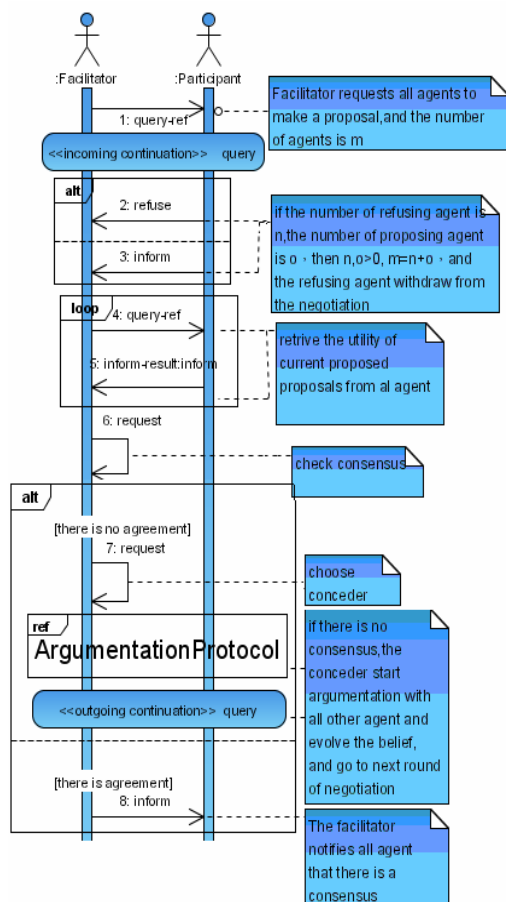 :Facilitator
:Participant
1: query-ref
Facilitator requests all agents to
make a proposal,and the number
of agents is m
<<incoming continuation>> query
alt
2: refuse
3: inform
if the number of refusing agent is
n,the number of proposing agent
is o，then n,o>0, m=n+o，and
the refusing agent withdraw from
the negotiation
loop
4: query-ref
5: inform-result:inform
retrive the utility of
current proposed
proposals from al agent
6: request
check consensus
alt
[there is no agreement]
7: request
choose
conceder
ref
ArgumentationProtocol
if there is no
consensus,the
conceder start
argumentation with
all other agent and
evolve the belief,
and go to next round
of negotiation
<<outgoing continuation>> query
[there is agreement]
8: inform
The facilitator
notifies all agent
that there is a
consensus